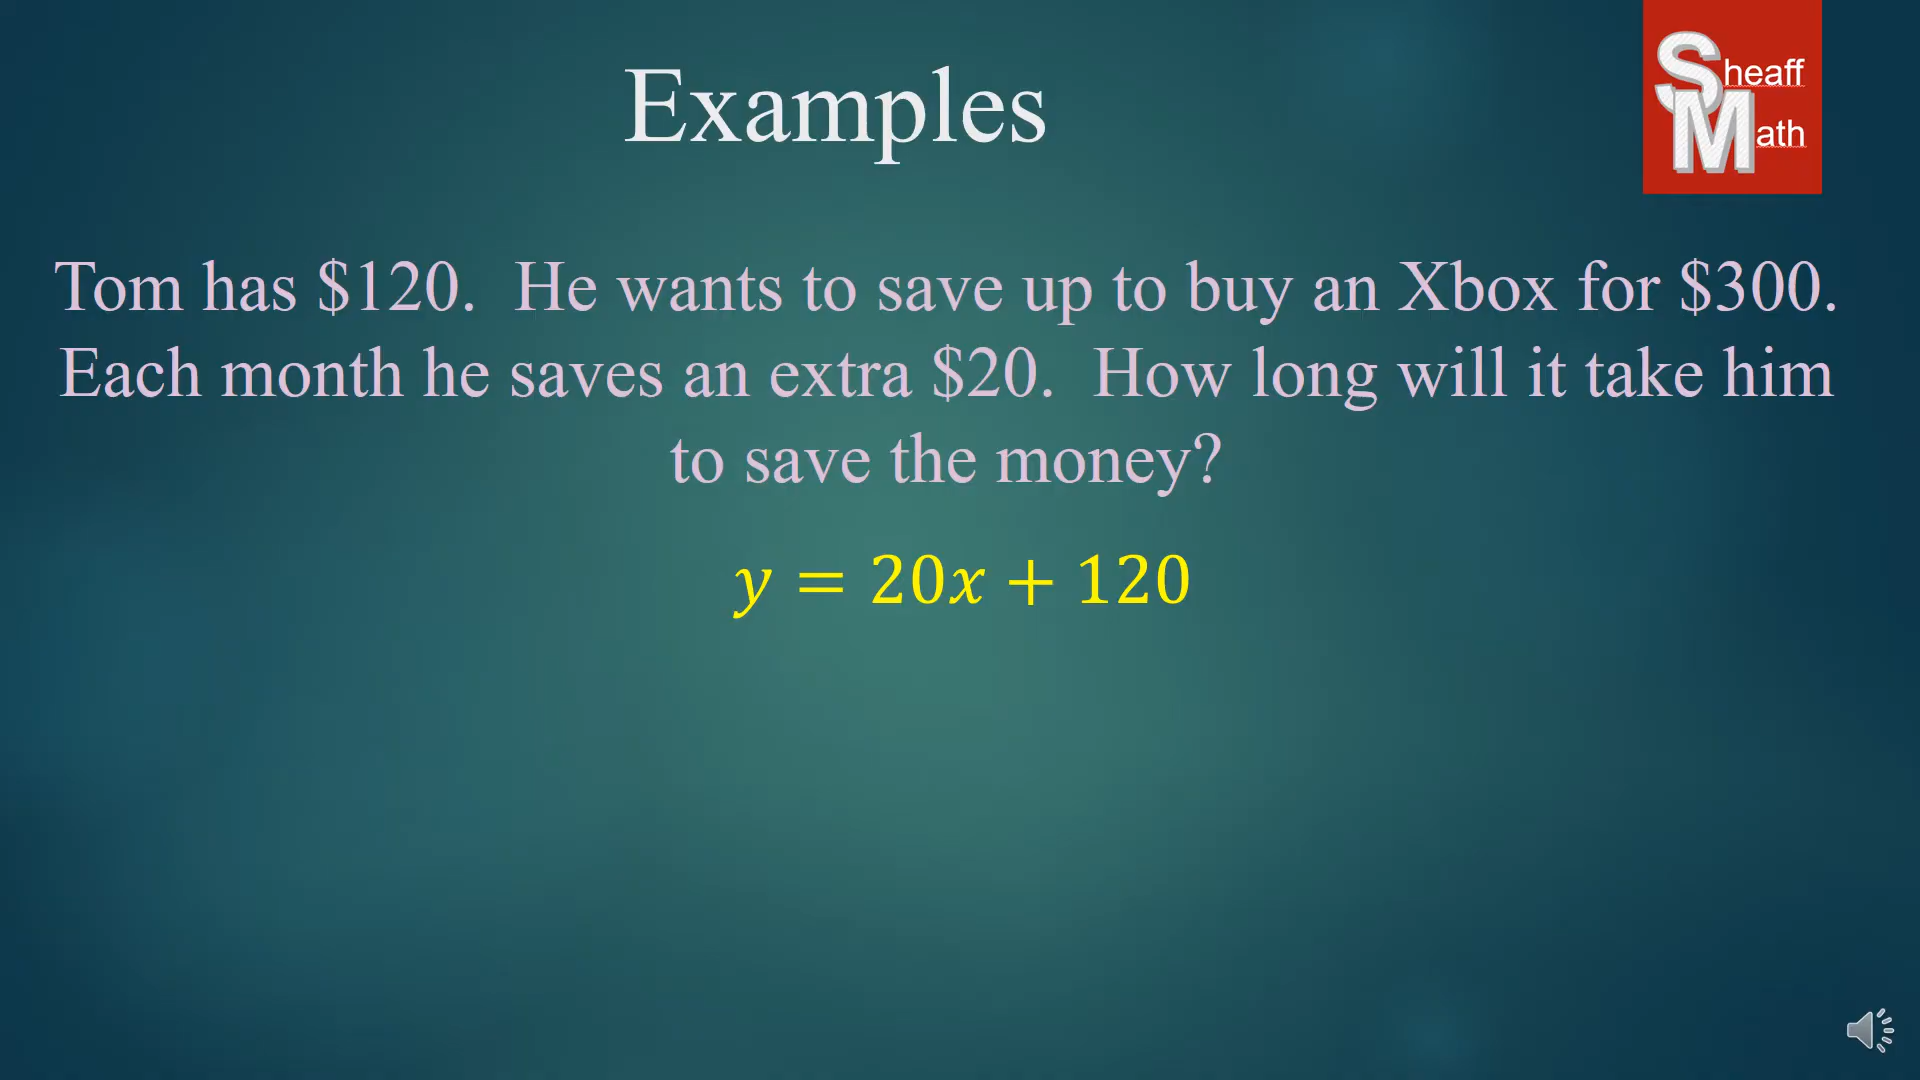 Examples
Sheaff
Math
Tom has $120. He wants to save up to buy an Xbox for $300.
Each month he saves an extra $20. How long will it take him
to save the money?
y = 20x + 120